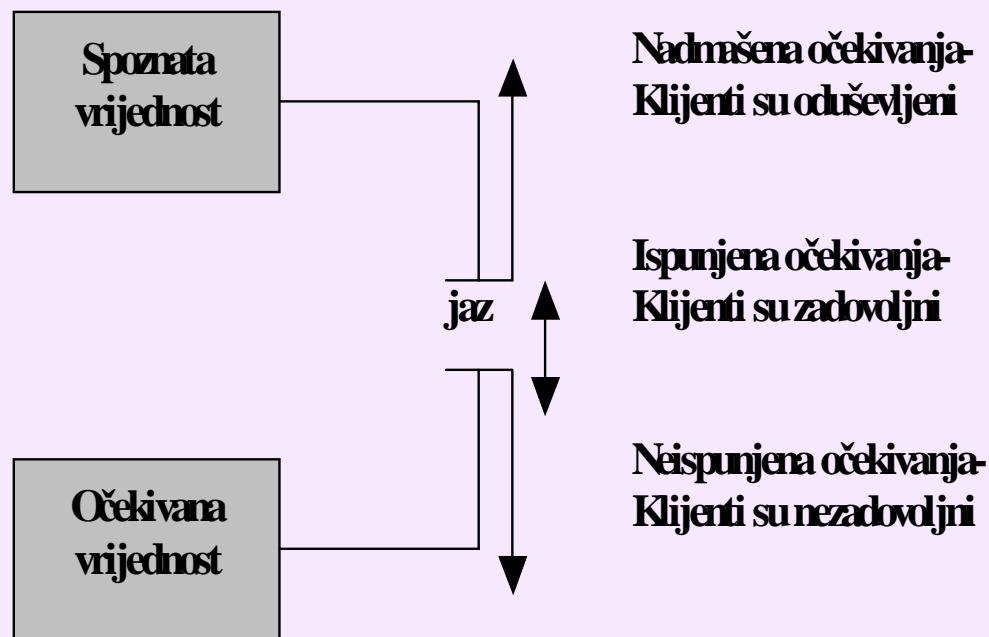 Spoznata
vrijednost
Nadmašena očekivanja-
Klijenti su oduševljeni
Ispunjena očekivanja-
Klijenti su zadovoljni
jaz
Neispunjena očekivanja-
Klijenti su nezadovoljni
Očekivana
vrijednost